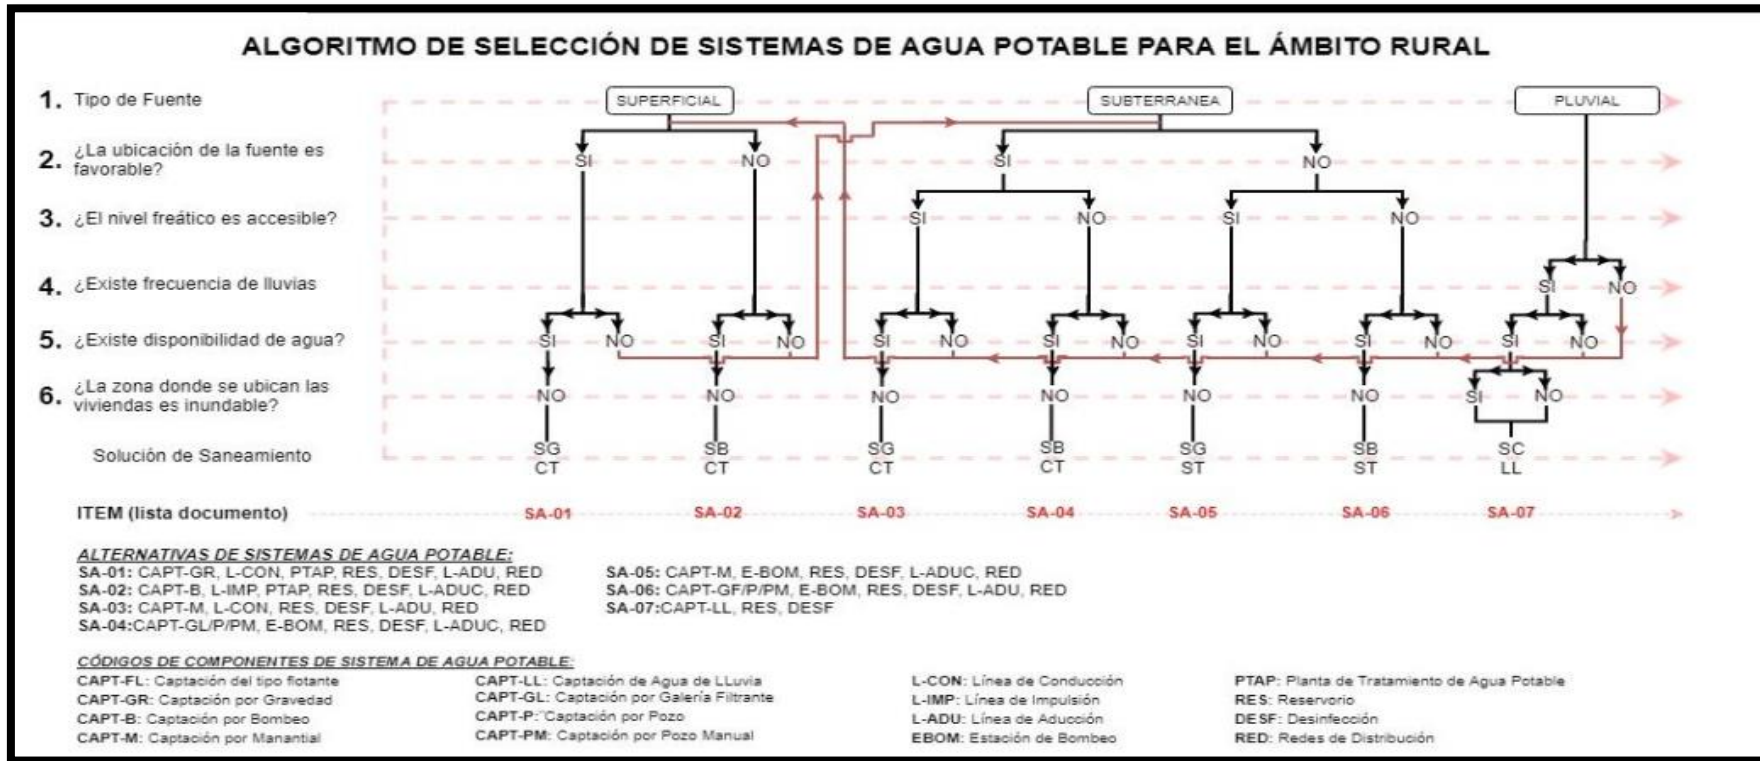 ALGORITMO DE SELECCIÓN DE SISTEMAS DE AGUA POTABLE PARA EL ÁMBITO RURAL
1. Tipo de Fuente
SUPERFICIAL SUBTERRANEA PLUVIAL
2. ¿La ubicación de la fuente es
favorable?
SI NO SI NO
3. ¿El nivel freático es accesible?
SI NO SI NO
4. ¿Existe frecuencia de lluvias
SI NO
5. ¿Existe disponibilidad de agua?
SI NO SI NO SI NO SI NO SI NO SI NO SI NO
6. ¿La zona donde se ubican las
viviendas es inundable?
NO NO NO NO NO NO SI NO
Solución de Saneamiento
SG SB SG SB SG SB SC
CT CT CT CT ST ST LL
ITEM (lista documento) SA-01 SA-02 SA-03 SA-04 SA-05 SA-06 SA-07
ALTERNATIVAS DE SISTEMAS DE AGUA POTABLE:
SA-01: CAPT-GR, L-CON, PTAP, RES, DESF, L-ADU, RED
SA-02: CAPT-B, L-IMP, PTAP, RES, DESF, L-ADUC, RED
SA-03: CAPT-M, L-CON, RES, DESF, L-ADU, RED
SA-04:CAPT-GL/P/PM, E-BOM, RES, DESF, L-ADUC, RED
SA-05: CAPT-M, E-BOM, RES, DESF, L-ADUC, RED
SA-06: CAPT-GF/P/PM, E-BOM, RES, DESF, L-ADU, RED
SA-07:CAPT-LL, RES, DESF
CÓDIGOS DE COMPONENTES DE SISTEMA DE AGUA POTABLE:
CAPT-FL: Captación del tipo flotante
CAPT-GR: Captación por Gravedad
CAPT-B: Captación por Bombeo
CAPT-M: Captación por Manantial
CAPT-LL: Captación de Agua de LLuvia
CAPT-GL: Captación por Galería Filtrante
CAPT-P: Captación por Pozo
CAPT-PM: Captación por Pozo Manual
L-CON: Línea de Conducción
L-IMP: Línea de Impulsión
L-ADU: Línea de Aducción
EBOM: Estación de Bombeo
PTAP: Planta de Tratamiento de Agua Potable
RES: Reservorio
DESF: Desinfección
RED: Redes de Distribución